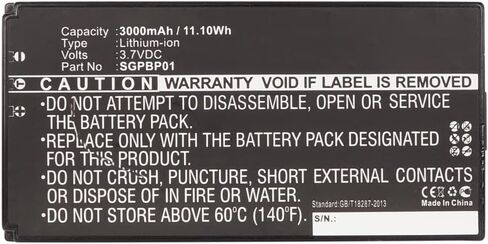 Capacity: 3000mAh / 11.10Wh
Type: Lithium-ion
Volts: 3.7VDC
Part No.: SGPBP01
CAUTION WARRANTY VOID IF LABEL IS REMOVED
•DO NOT ATTEMPT TO DISASSEMBLE, OPEN OR SERVICE
THE BATTERY PACK.
•REPLACE ONLY WITH THE BATTERY PACK DESIGNATED
FOR THIS PRODUCT.
•DO NOT CRUSH, PUNCTURE, SHORT EXTERNAL CONTACTS
OR DISPOSE OF IN FIRE OR WATER.
•DO NOT STORE ABOVE 60°C (140°F).
Standard:GB/T18287-2013
S/N: